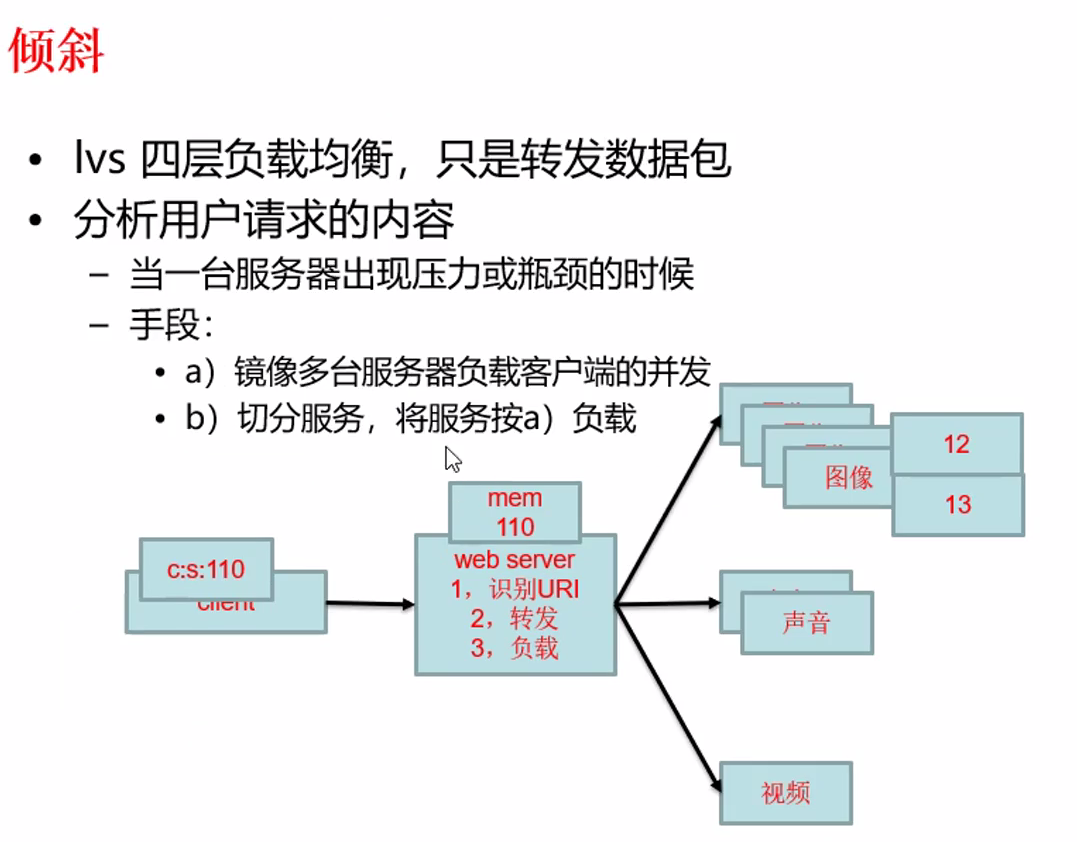 倾斜
lvs 四层负载均衡，只是转发数据包
分析用户请求的内容
– 当一台服务器出现压力或瓶颈的时候
– 手段：
a）镜像多台服务器负载客户端的并发
b）切分服务，将服务按a）负载
12
图像
13
mem
110
web server
1，识别URI
2，转发
3，负载
c:s:110
client
声音
视频